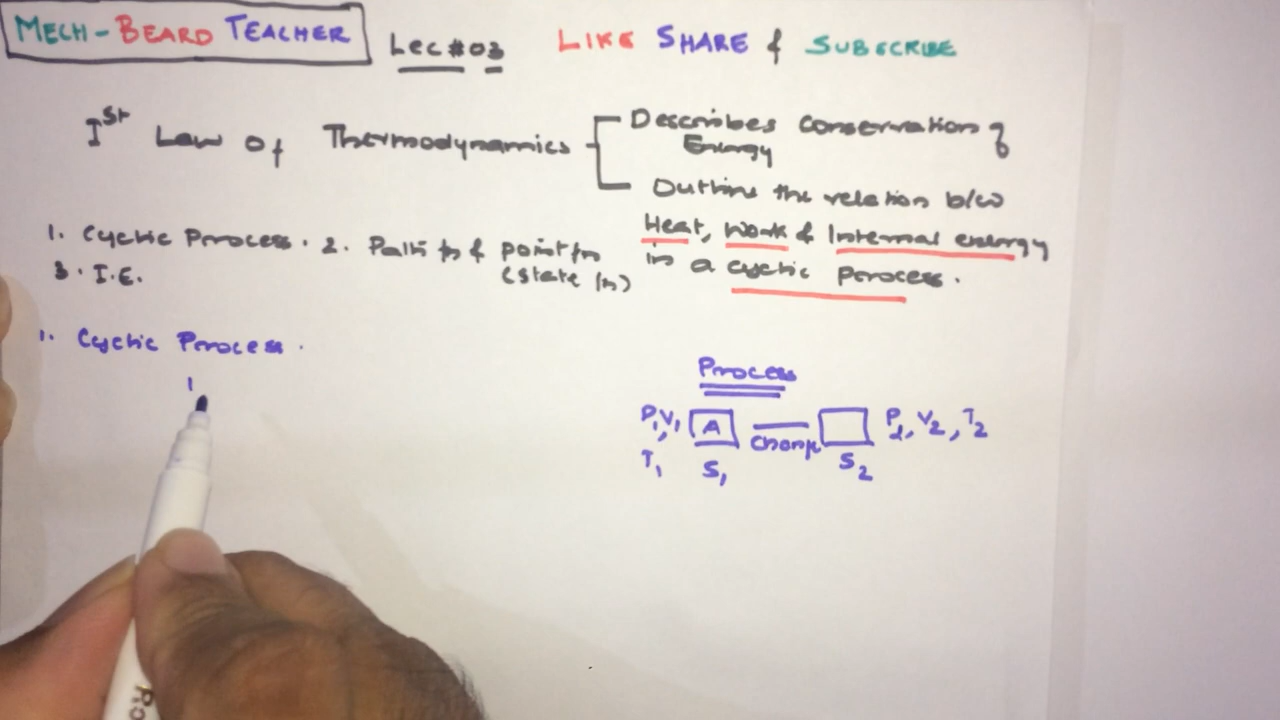 MECH-BEARD TEACHER
Lec#03
LIKE SHARE & SUBSCRIBE
Ist Law Of Thermodynamics
Describes Conservation of
Energy
Outline the relation b/w
Heat, Work & Internal energy
in a cyclic process.
1. Cyclic Process. 2. Path fn & point fn
(State fn)
3. I.E.
1. Cyclic Process.
Process
P1, V1, A Change P2, V2, T2
T1 S1 S2